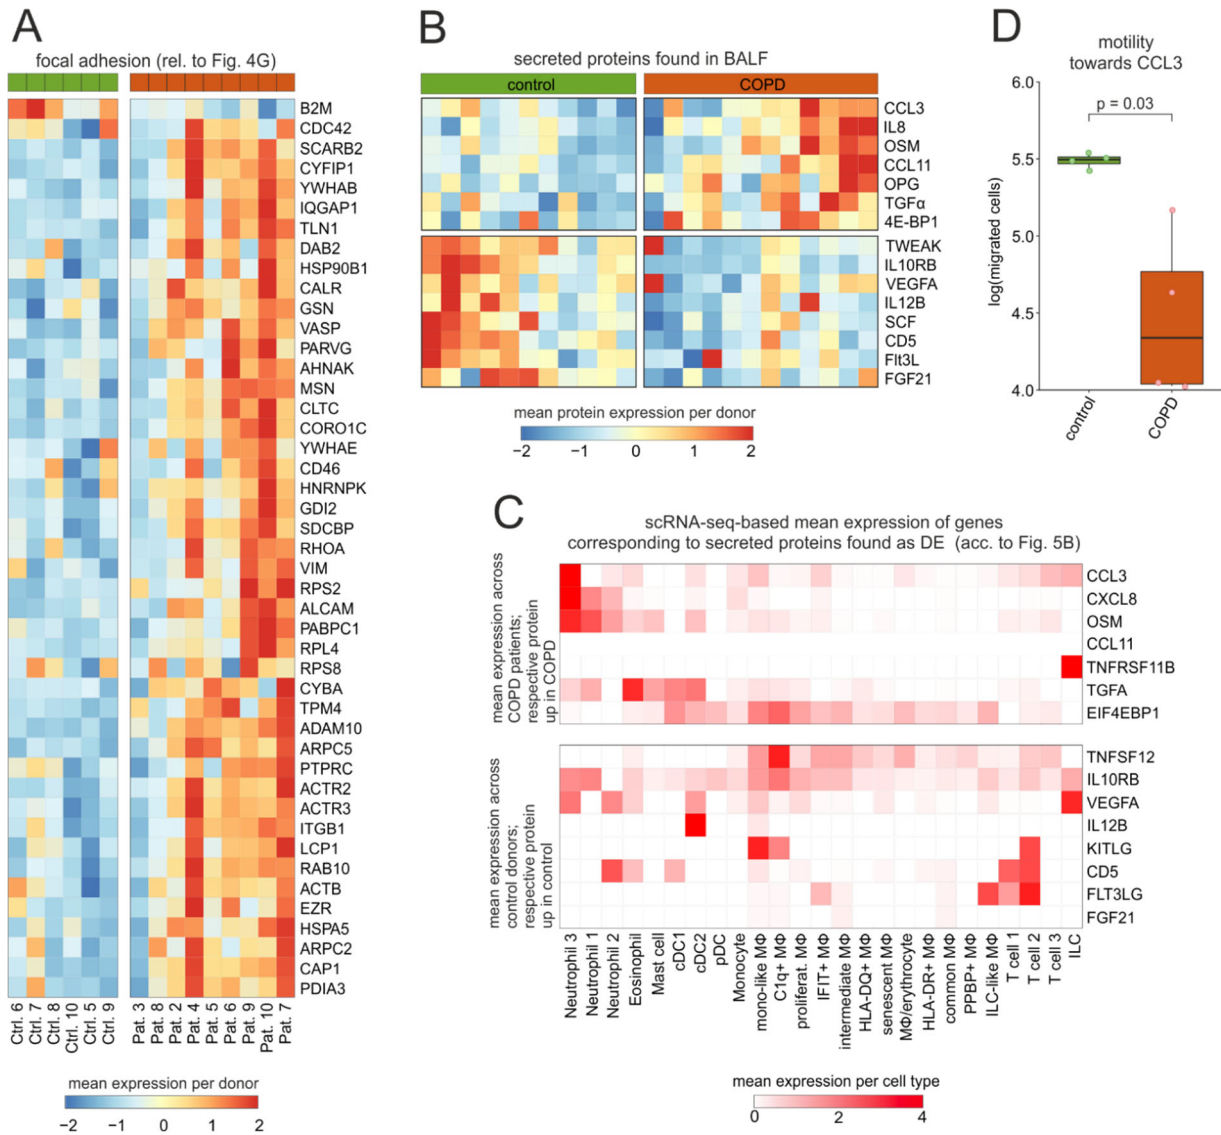 A
focal adhesion (rel. to Fig. 4G)
B2M
CDC42
SCARB2
CYFIP1
YWHAB
IQGAP1
TLN1
DAB2
HSP90B1
CALR
GSN
VASP
PARVG
AHNAK
MSN
CLTC
CORO1C
YWHAE
CD46
HNRNPK
GDI2
SDCBP
RHOA
VIM
RPS2
ALCAM
PABPC1
RPL4
RPS8
CYBA
TPM4
ADAM10
ARPC5
PTPRC
ACTR2
ACTR3
ITGB1
LCP1
RAB10
ACTB
EZR
HSPA5
ARPC2
CAP1
PDIA3
Ctrl. 6
Ctrl. 7
Ctrl. 8
Ctrl. 10
Ctrl. 5
Ctrl. 9
Pat. 3
Pat. 8
Pat. 2
Pat. 4
Pat. 5
Pat. 6
Pat. 9
Pat. 10
Pat. 7
mean expression per donor
−2 −1 0 1 2
B
secreted proteins found in BALF
control COPD
CCL3
IL8
OSM
CCL11
OPG
TGFα
4E-BP1
TWEAK
IL10RB
VEGFA
IL12B
SCF
CD5
Flt3L
FGF21
mean protein expression per donor
−2 −1 0 1 2
D
motility
towards CCL3
p = 0.03
log(migrated cells)
6.0
5.5
5.0
4.5
4.0
control
COPD
C
scRNA-seq-based mean expression of genes
corresponding to secreted proteins found as DE (acc. to Fig. 5B)
mean expression across
COPD patients;
respective protein
up in COPD
CCL3
CXCL8
OSM
CCL11
TNFRSF11B
TGFA
EIF4EBP1
mean expression across
control donors;
respective protein
up in control
TNFSF12
IL10RB
VEGFA
IL12B
KITLG
CD5
FLT3LG
FGF21
Neutrophil 3
Neutrophil 1
Neutrophil 2
Eosinophil
Mast cell
cDC1
cDC2
pDC
Monocyte
mono-like MΦ
C1q+ MΦ
proliferat. MΦ
IFIT+ MΦ
intermediate MΦ
HLA-DQ+ MΦ
senescent MΦ
MΦ/erythrocyte
HLA-DR+ MΦ
common MΦ
PPBP+ MΦ
ILC-like MΦ
T cell 1
T cell 2
T cell 3
ILC
mean expression per cell type
0 2 4